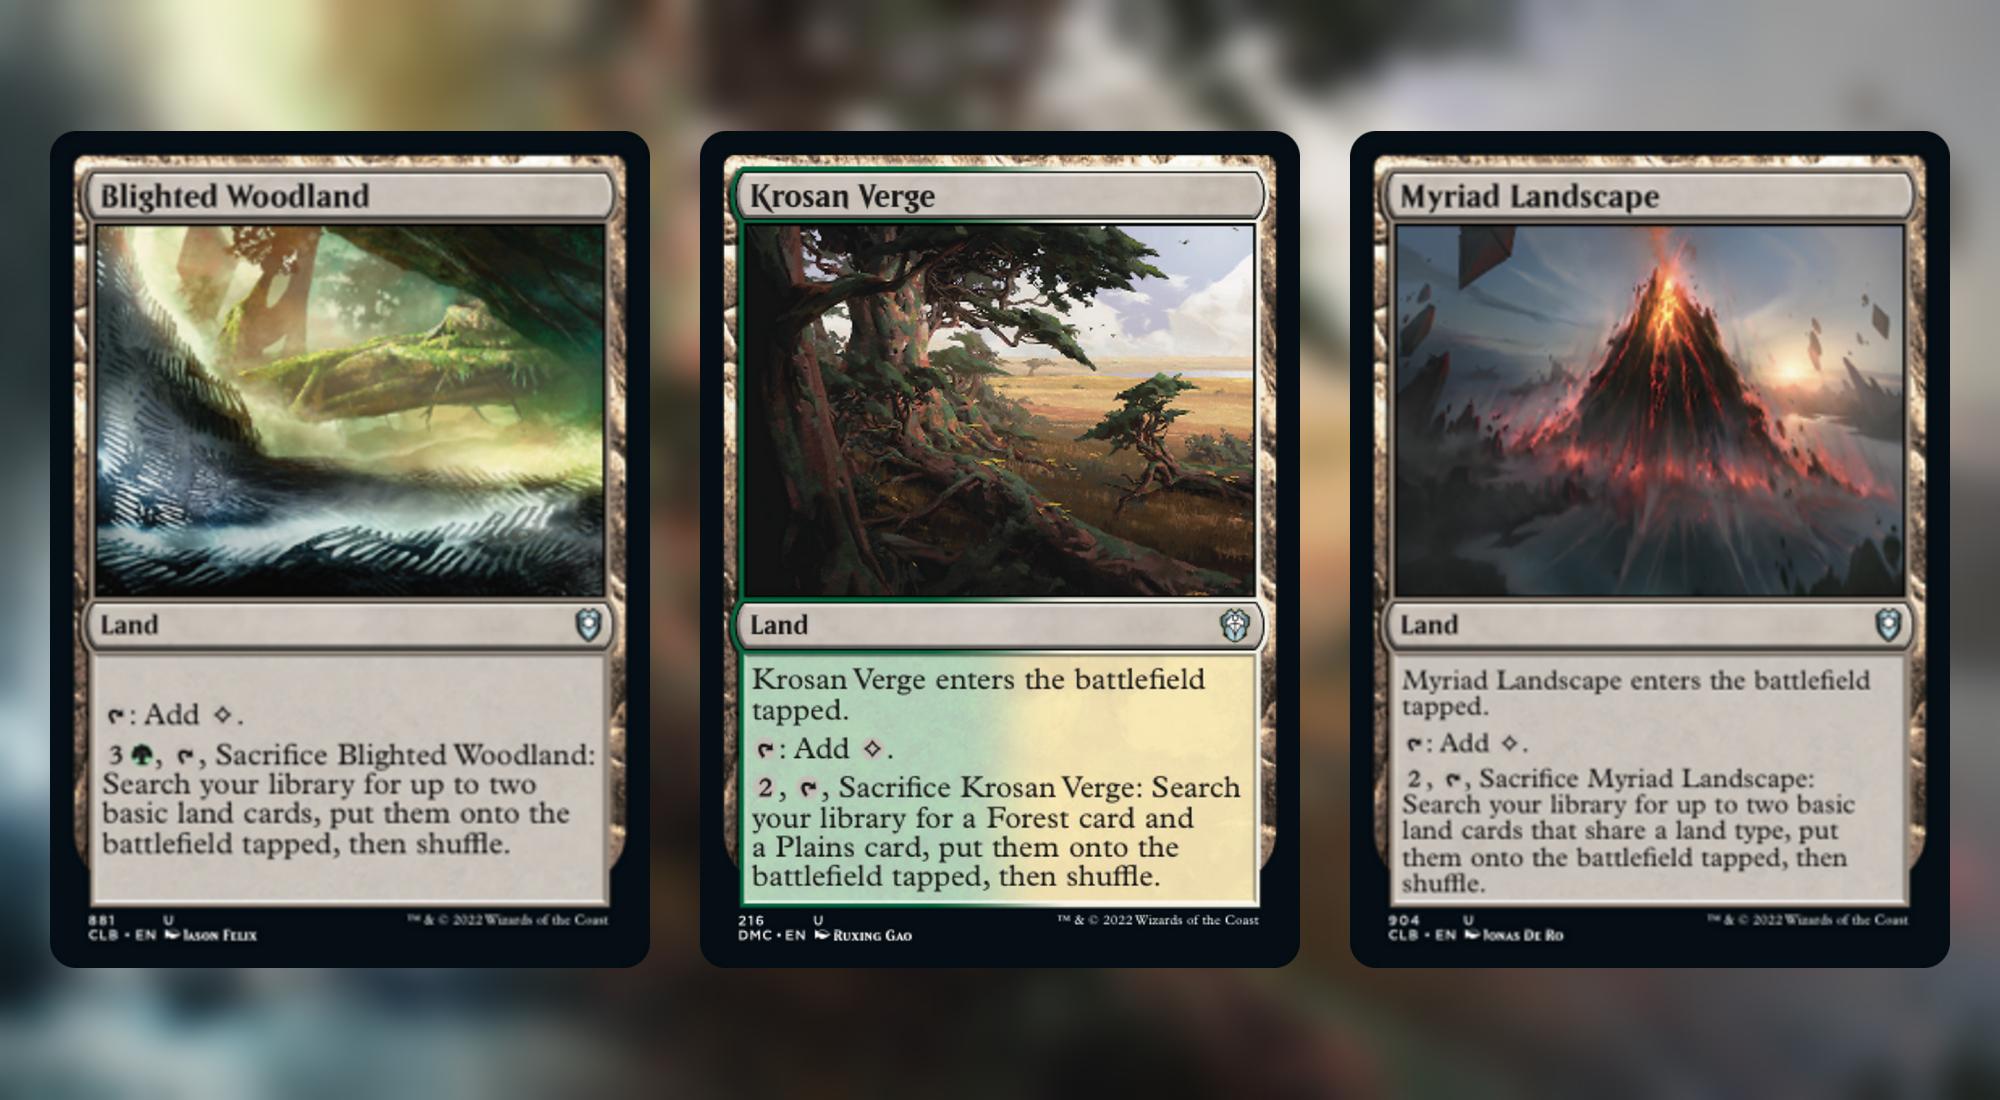 Blighted Woodland
Land
: Add .
3 , , Sacrifice Blighted Woodland:
Search your library for up to two
basic land cards, put them onto the
battlefield tapped, then shuffle.
881 U ™ & © 2022 Wizards of the Coast
CLB • EN Jason Felix
Krosan Verge
Land
Krosan Verge enters the battlefield
tapped.
: Add .
2, , Sacrifice Krosan Verge: Search
your library for a Forest card and
a Plains card, put them onto the
battlefield tapped, then shuffle.
216 U ™ & © 2022 Wizards of the Coast
DMC • EN Ruxing Gao
Myriad Landscape
Land
Myriad Landscape enters the battlefield
tapped.
: Add .
2, , Sacrifice Myriad Landscape:
Search your library for up to two basic
land cards that share a land type, put
them onto the battlefield tapped, then
shuffle.
904 U ™ & © 2022 Wizards of the Coast
CLB • EN Jonas De Ro